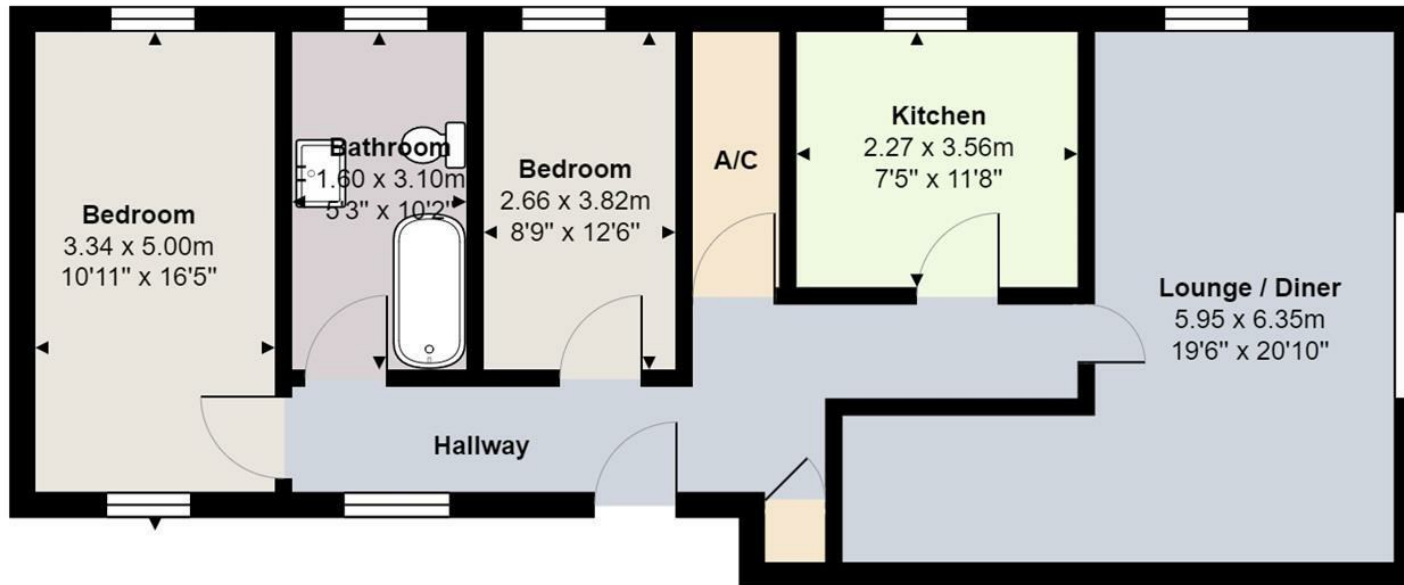 Bedroom
3.34 x 5.00m
10'11" x 16'5"
Bathroom
1.60 x 3.10m
5'3" x 10'2"
Bedroom
2.66 x 3.82m
8'9" x 12'6"
A/C
Kitchen
2.27 x 3.56m
7'5" x 11'8"
Lounge / Diner
5.95 x 6.35m
19'6" x 20'10"
Hallway